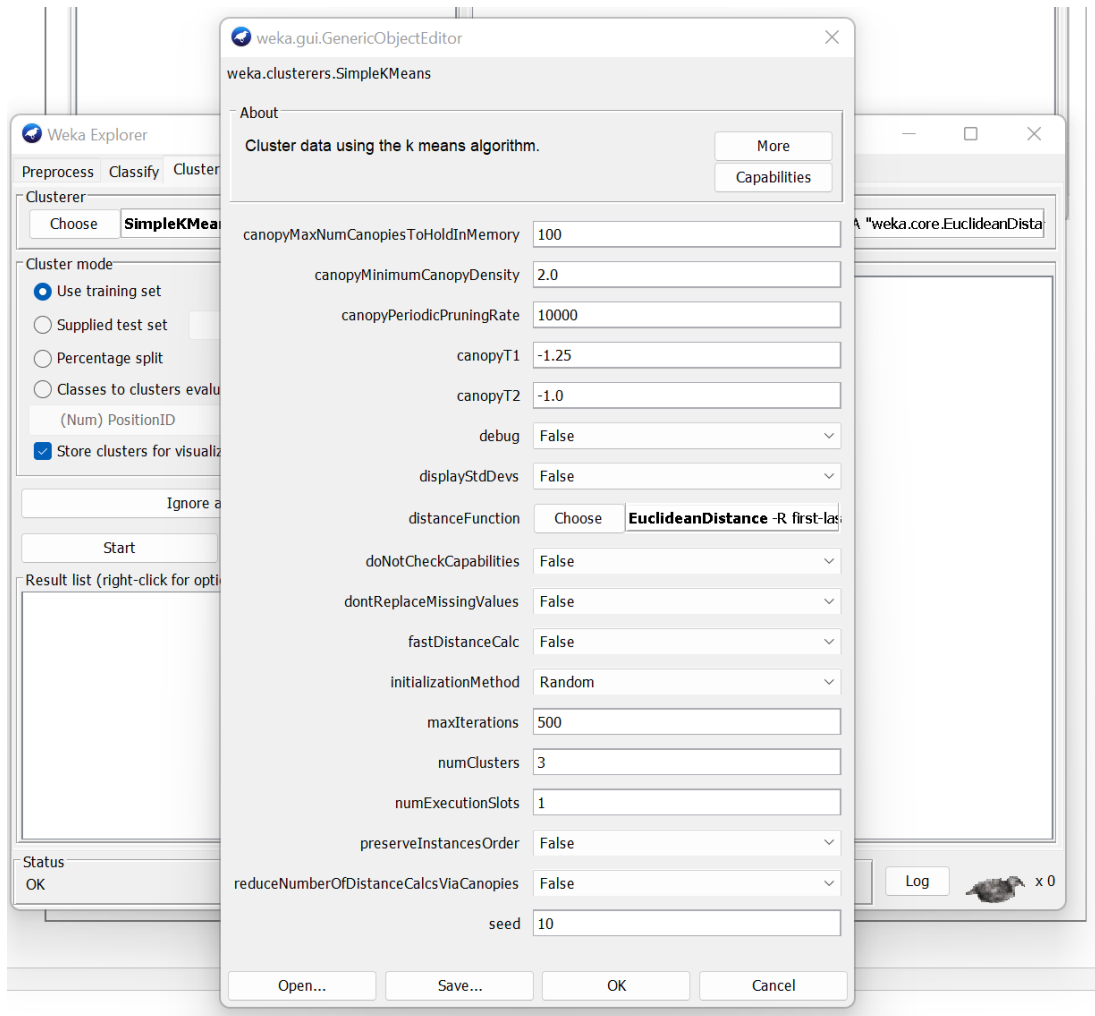 weka.gui.GenericObjectEditor
weka.clusterers.SimpleKMeans
About
Cluster data using the k means algorithm.
More
Capabilities
canopyMaxNumCanopiesToHoldInMemory 100
canopyMinimumCanopyDensity 2.0
canopyPeriodicPruningRate 10000
canopyT1 -1.25
canopyT2 -1.0
debug False
displayStdDevs False
distanceFunction Choose EuclideanDistance -R first-las
doNotCheckCapabilities False
dontReplaceMissingValues False
fastDistanceCalc False
initializationMethod Random
maxIterations 500
numClusters 3
numExecutionSlots 1
preserveInstancesOrder False
reduceNumberOfDistanceCalcsViaCanopies False
seed 10
Open... Save... OK Cancel
Weka Explorer
Preprocess Classify Cluster
Clusterer
Choose SimpleKMea
A "weka.core.EuclideanDista
Cluster mode
Use training set
Supplied test set
Percentage split
Classes to clusters evalu
(Num) PositionID
Store clusters for visualiz
Ignore a
Start
Result list (right-click for opti
Status
OK
Log
x 0